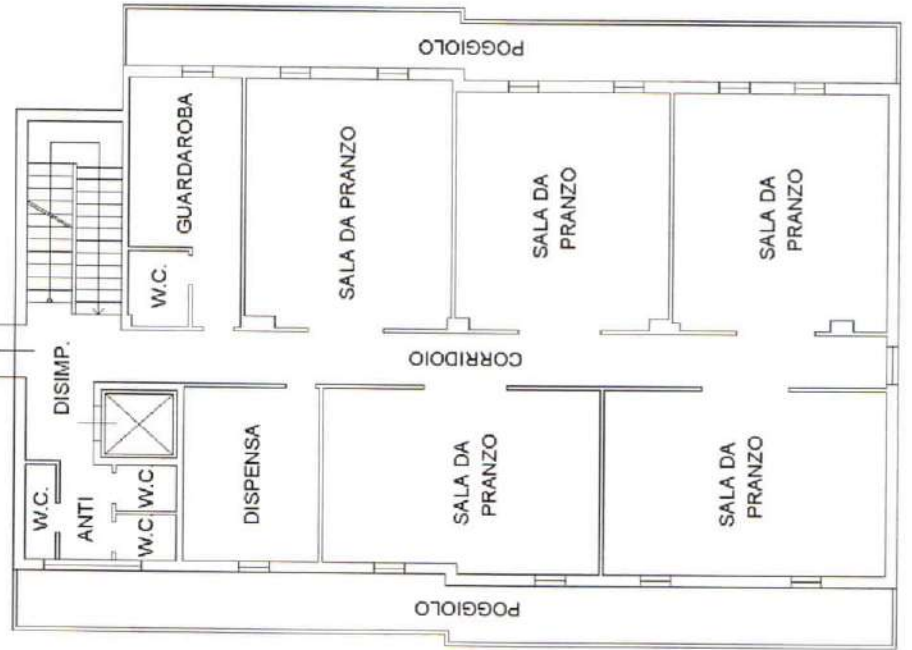 POGGIOLO
GUARDAROBA
W.C.
SALA DA PRANZO
SALA DA
PRANZO
SALA DA
PRANZO
DISIMP.
CORRIDOIO
W.C.
ANTI
W.C.
W.C.
DISPENSA
SALA DA
PRANZO
SALA DA
PRANZO
POGGIOLO